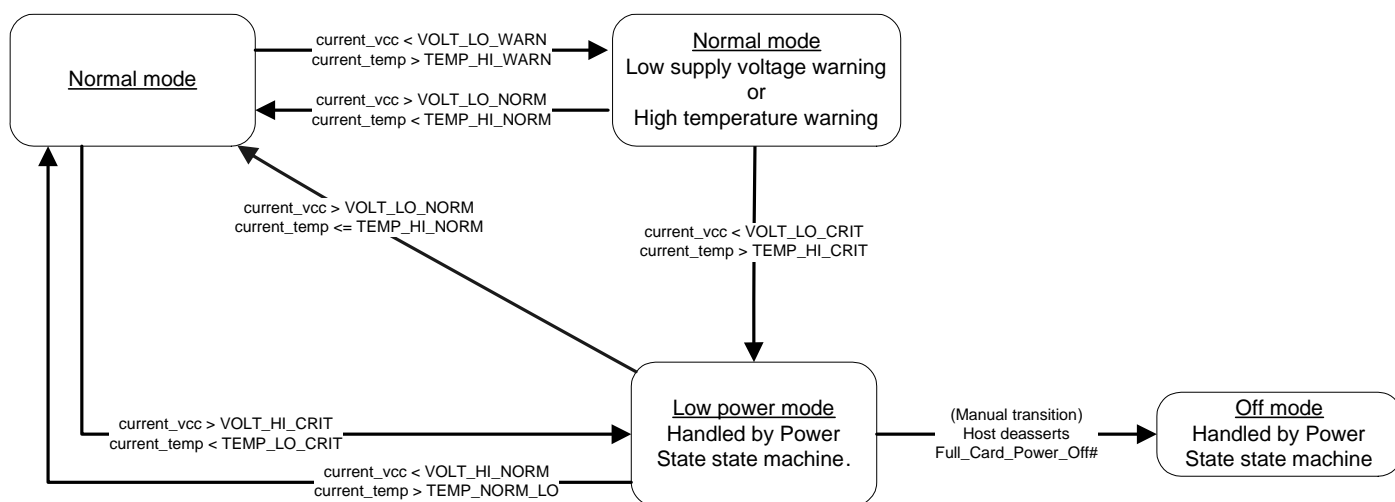 Normal mode
current_vcc < VOLT_LO_WARN
current_temp > TEMP_HI_WARN
current_vcc > VOLT_LO_NORM
current_temp < TEMP_HI_NORM
Normal mode
Low supply voltage warning
or
High temperature warning
current_vcc > VOLT_LO_NORM
current_temp <= TEMP_HI_NORM
current_vcc < VOLT_LO_CRIT
current_temp > TEMP_HI_CRIT
current_vcc > VOLT_HI_CRIT
current_temp < TEMP_LO_CRIT
current_vcc < VOLT_HI_NORM
current_temp > TEMP_NORM_LO
Low power mode
Handled by Power
State state machine.
(Manual transition)
Host deasserts
Full_Card_Power_Off#
Off mode
Handled by Power
State state machine